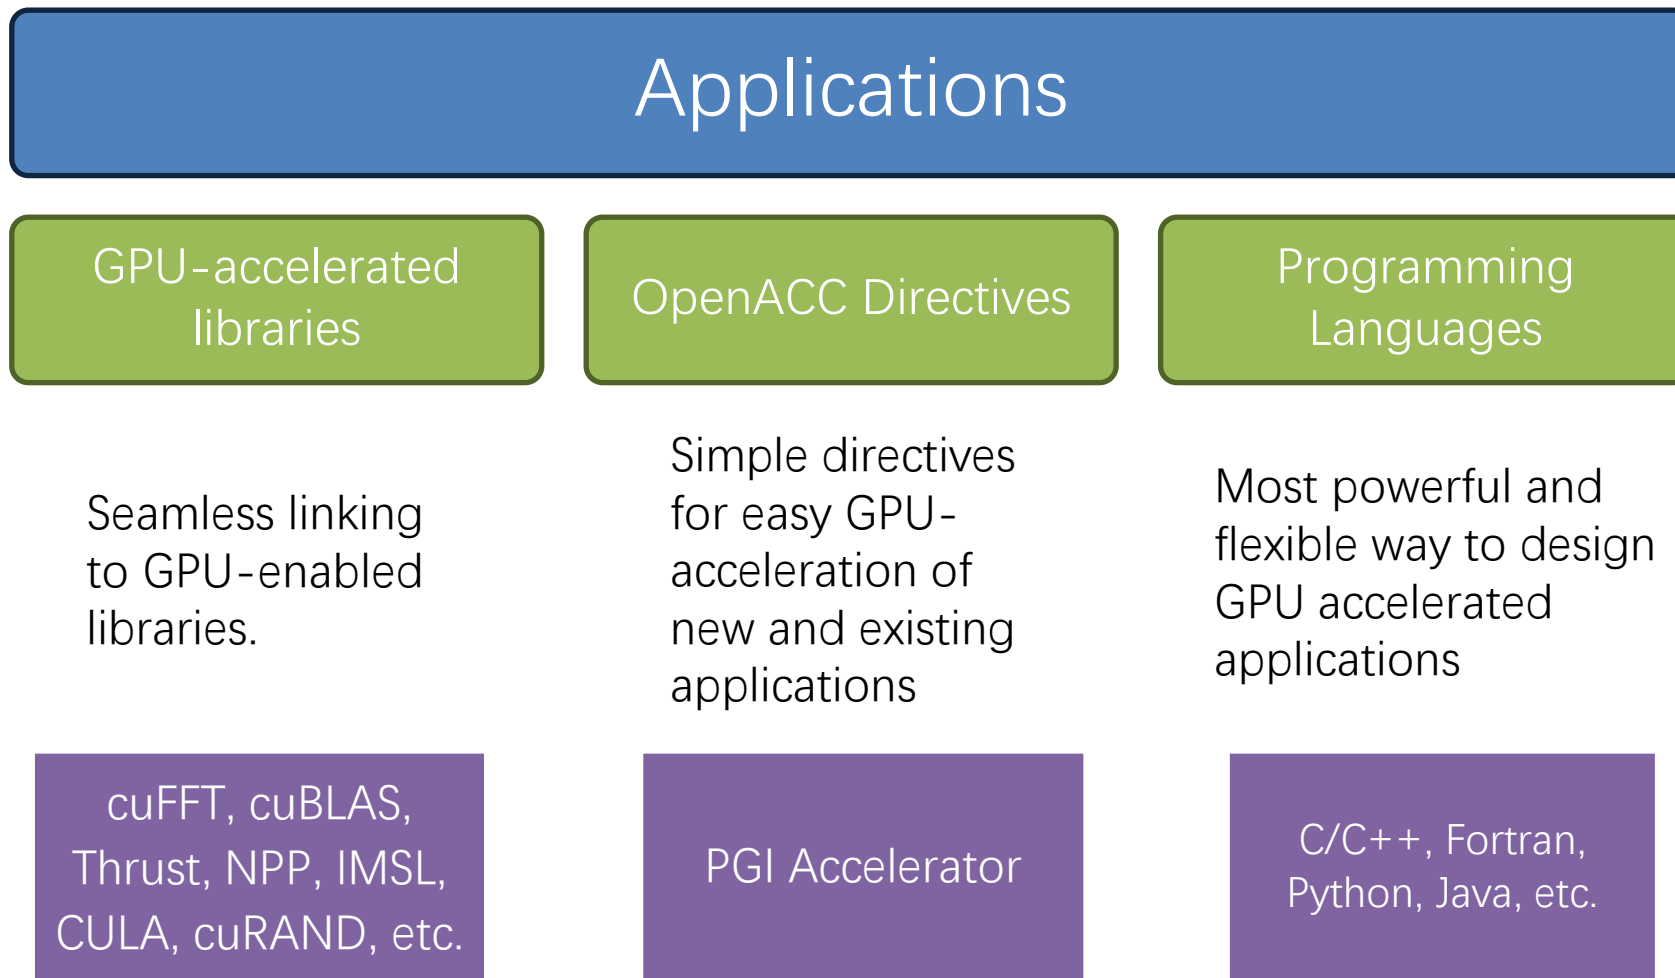 Applications
GPU-accelerated
libraries
OpenACC Directives
Programming
Languages
Seamless linking
to GPU-enabled
libraries.
Simple directives
for easy GPU-
acceleration of
new and existing
applications
Most powerful and
flexible way to design
GPU accelerated
applications
cuFFT, cuBLAS,
Thrust, NPP, IMSL,
CULA, cuRAND, etc.
PGI Accelerator
C/C++, Fortran,
Python, Java, etc.